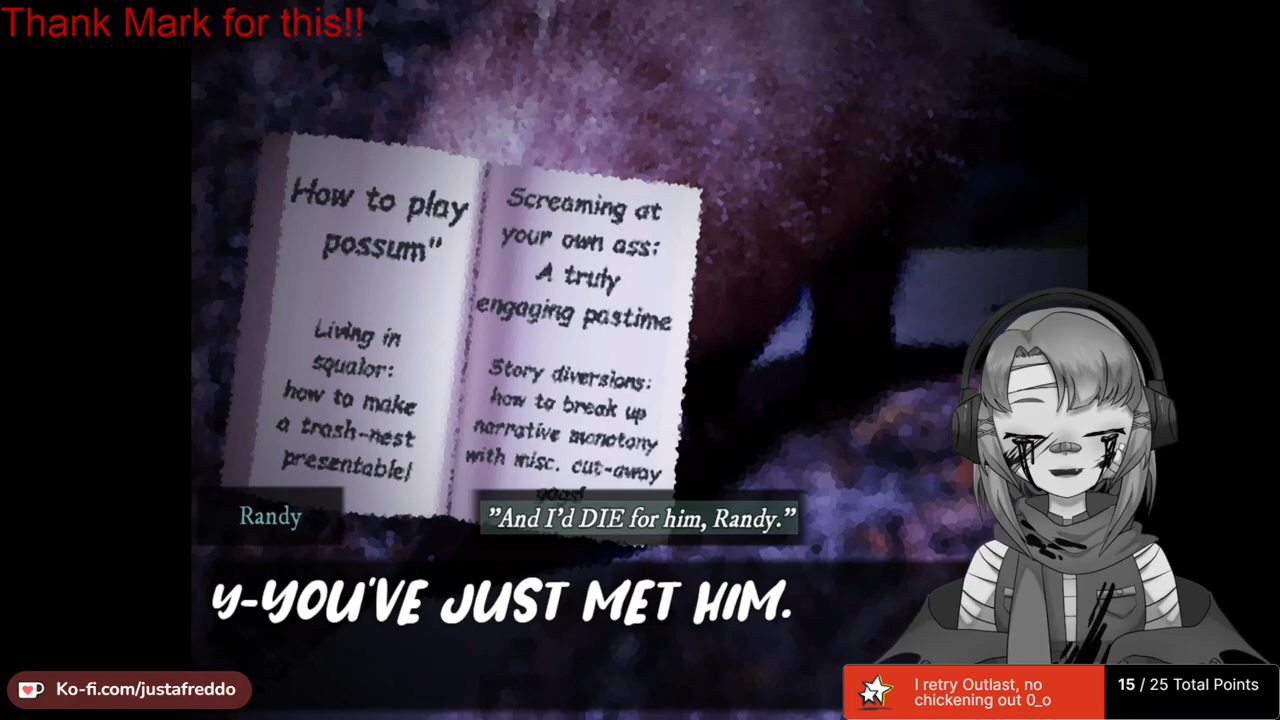 Thank Mark for this!!
How to play
possum"
Living in
squalor:
how to make
a trash-nest
presentable!
Screaming at
your own ass:
A truly
engaging pastime
Story diversions:
how to break up
narrative monotony
with misc. cut-away
gags!
Randy
"And I'd DIE for him, Randy."
Y-YOU'VE JUST MET HIM.
Ko-fi.com/justafreddo
I retry Outlast, no
chickening out 0_o
15 / 25 Total Points